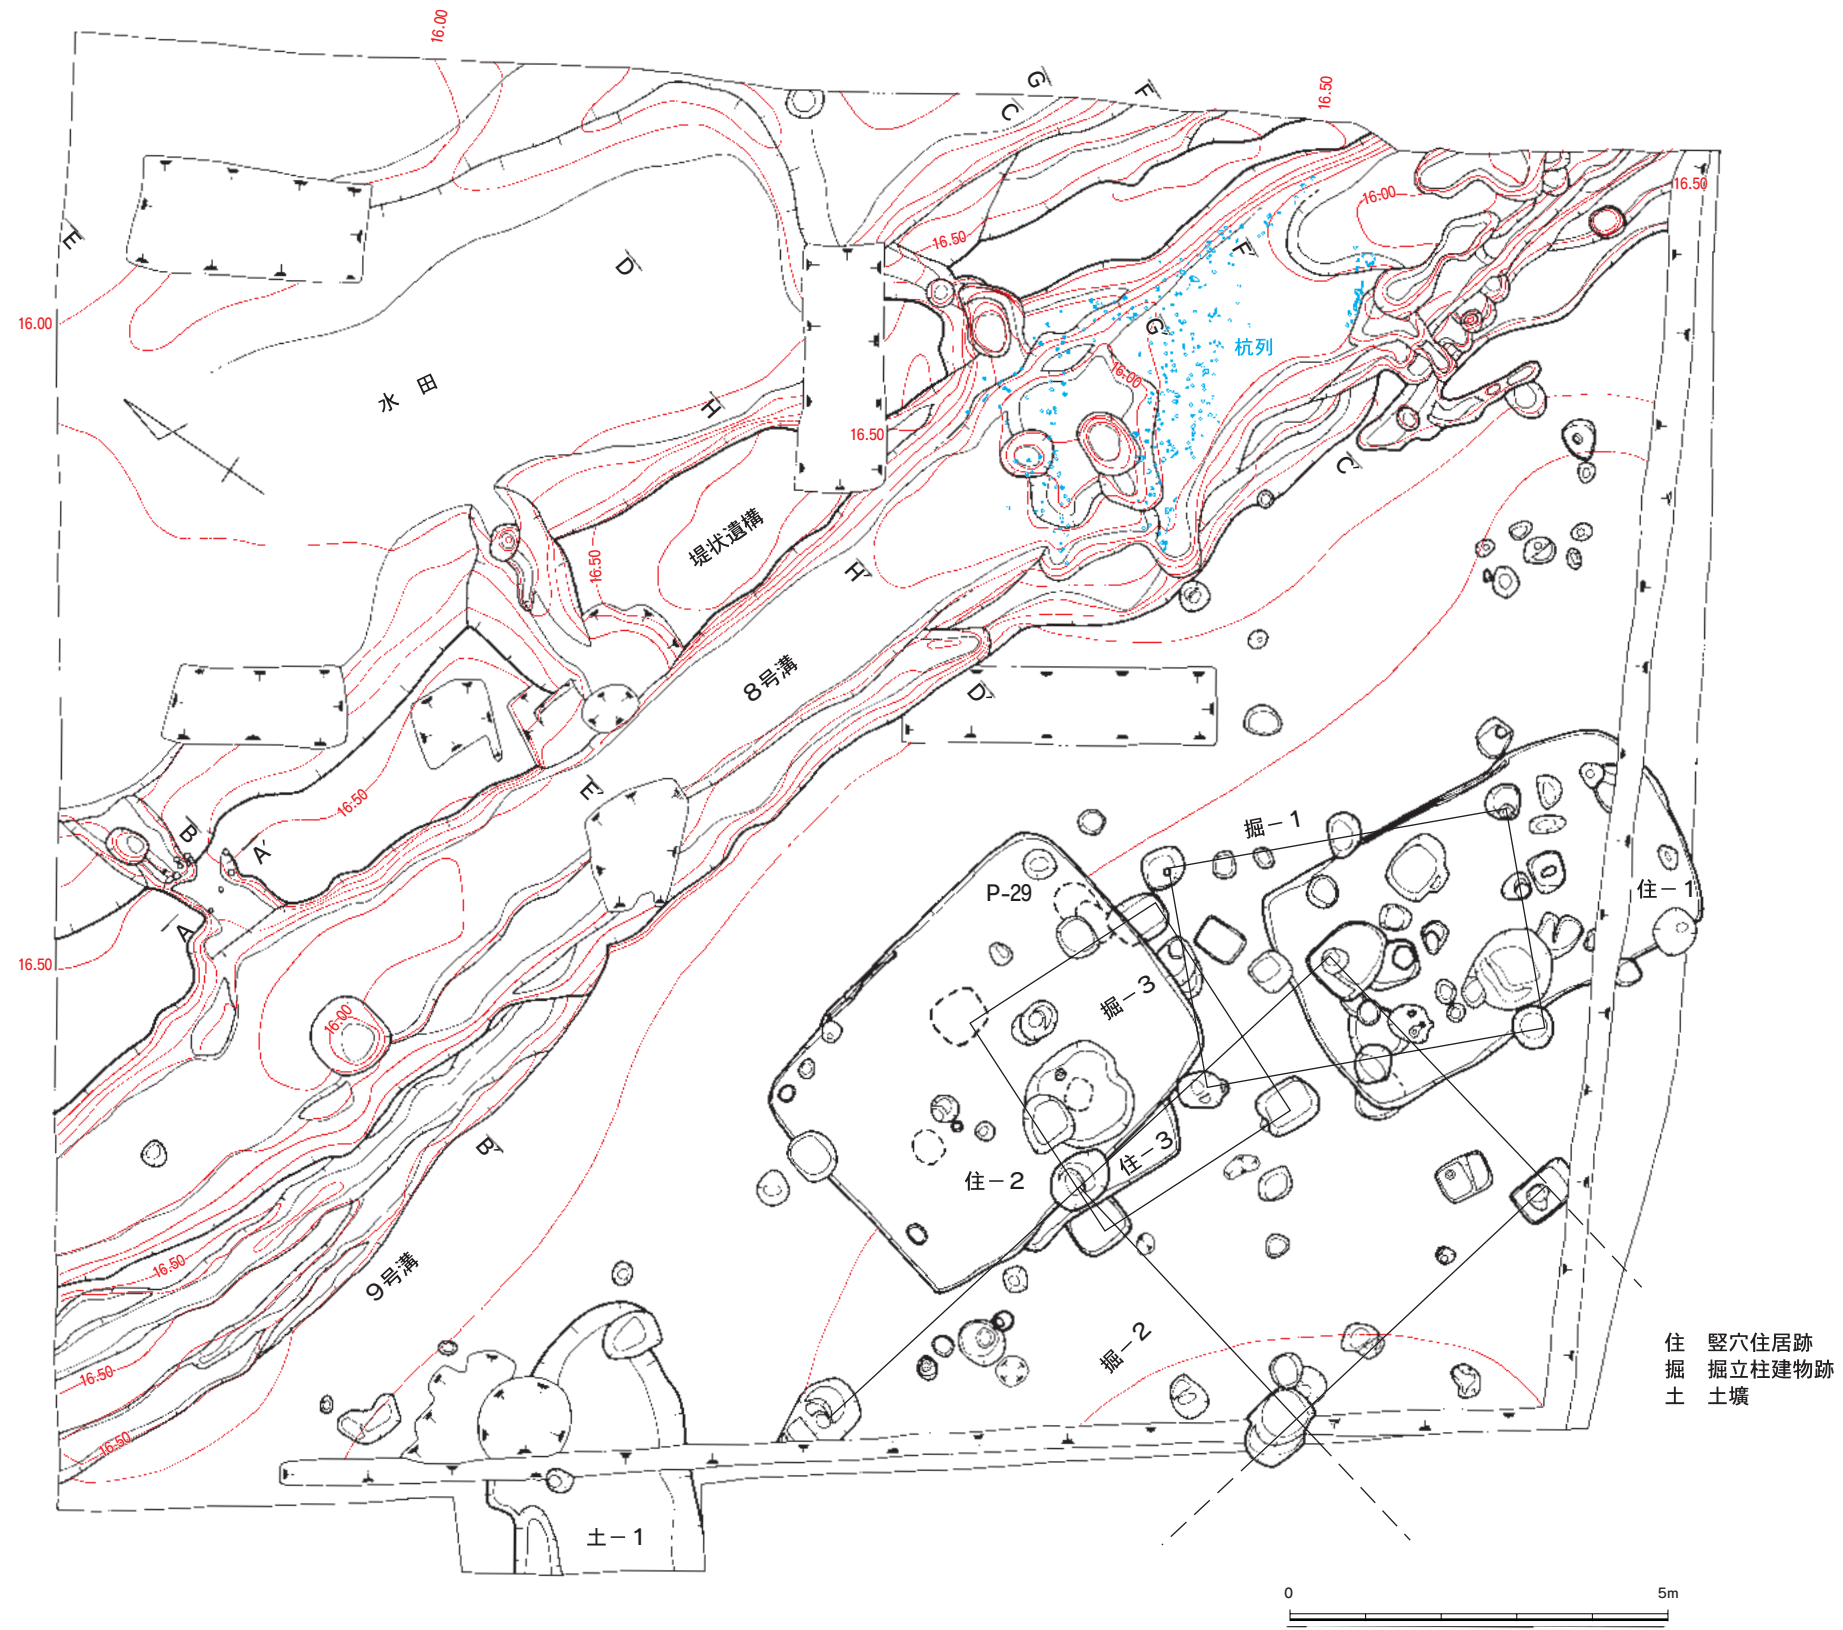 16.00
16.50
G'
F'
C
16.00
16.50
E
D
16.50
F'
16.00
G'
杭列
水田
H
16.00
16.50
C'
堤状遺構
16.50
H'
8号溝
D'
E'
16.50
B
A'
掘-1
P-29
住-1
A
16.50
掘-3
16.00
B'
住-3
住-2
16.50
9号溝
掘-2
住 竪穴住居跡
掘 掘立柱建物跡
土 土壙
16.50
16.50
土-1
0 5m